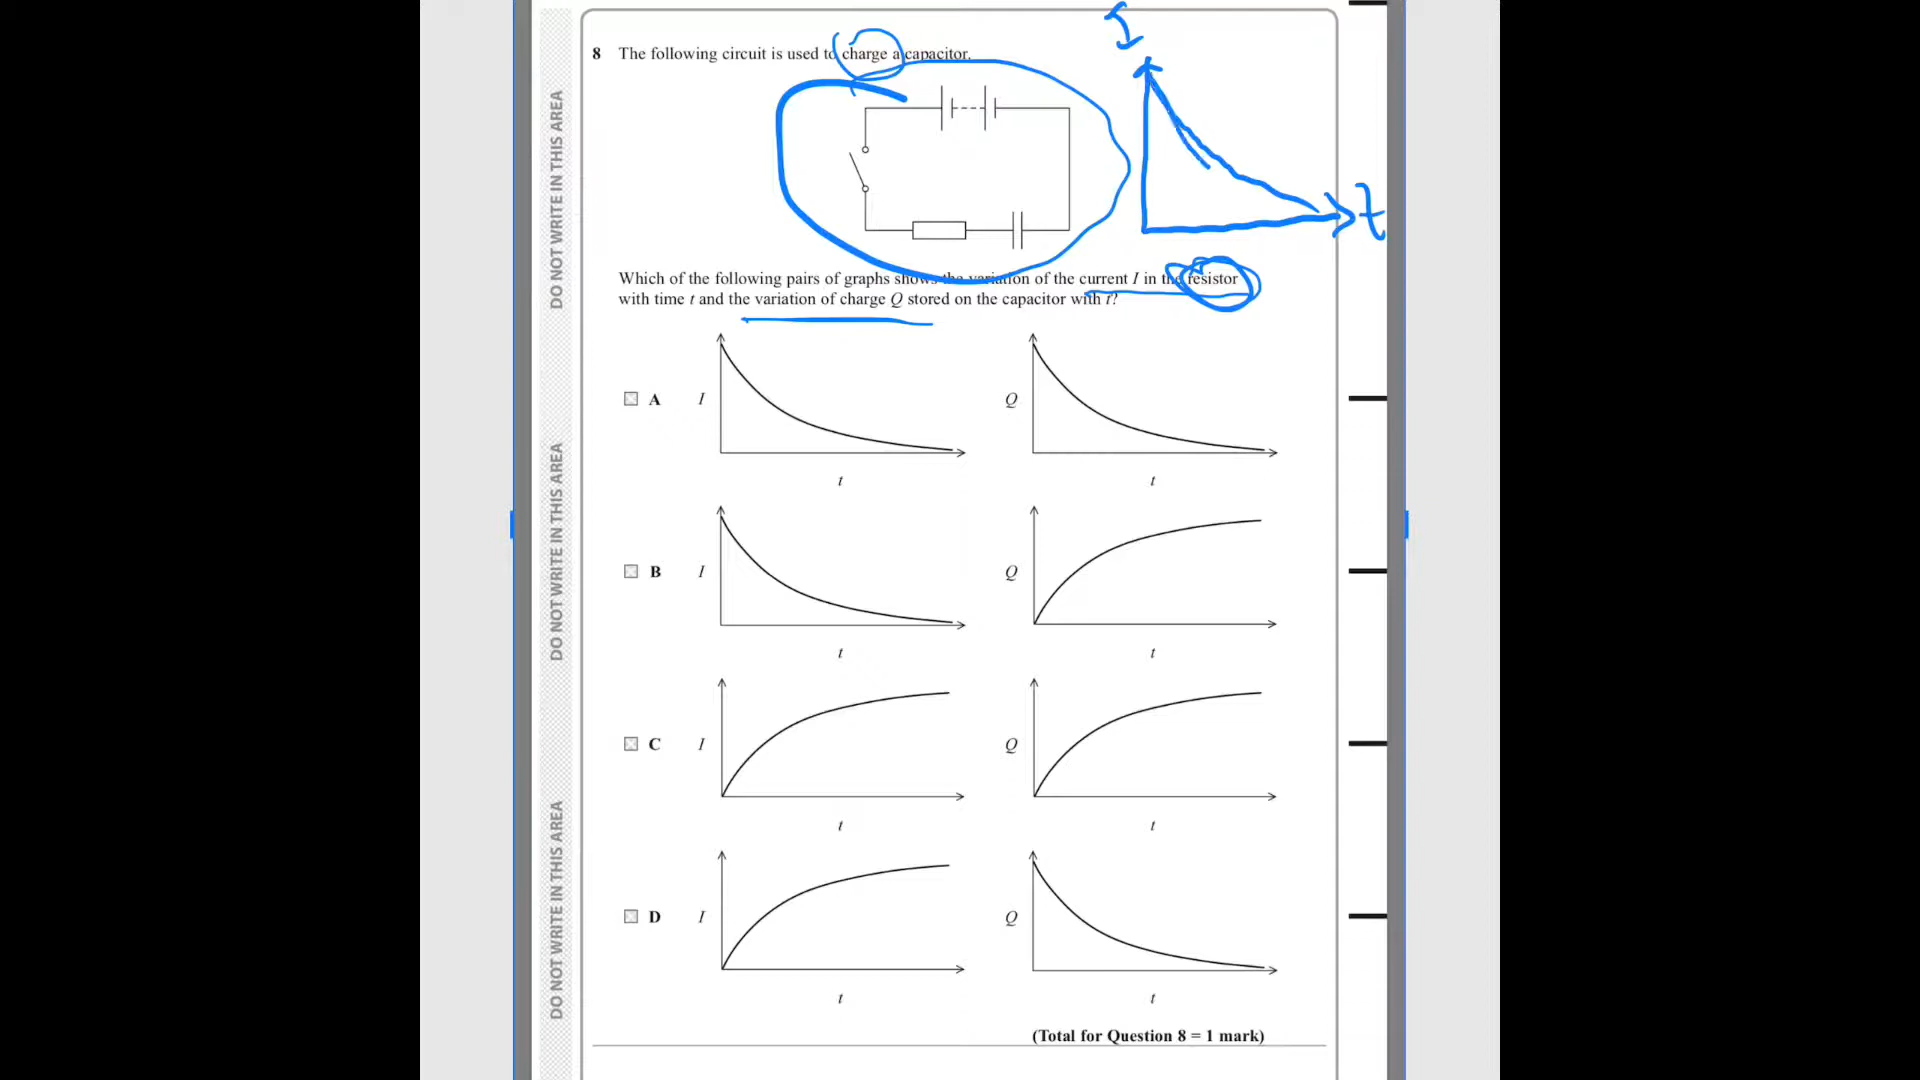 I
8 The following circuit is used to charge a capacitor.
t
Which of the following pairs of graphs shows the variation of the current I in the resistor
with time t and the variation of charge Q stored on the capacitor with t?
A I Q
t t
B I Q
t t
C I Q
t t
D I Q
t t
(Total for Question 8 = 1 mark)
DO NOT WRITE IN THIS AREA
DO NOT WRITE IN THIS AREA
DO NOT WRITE IN THIS AREA